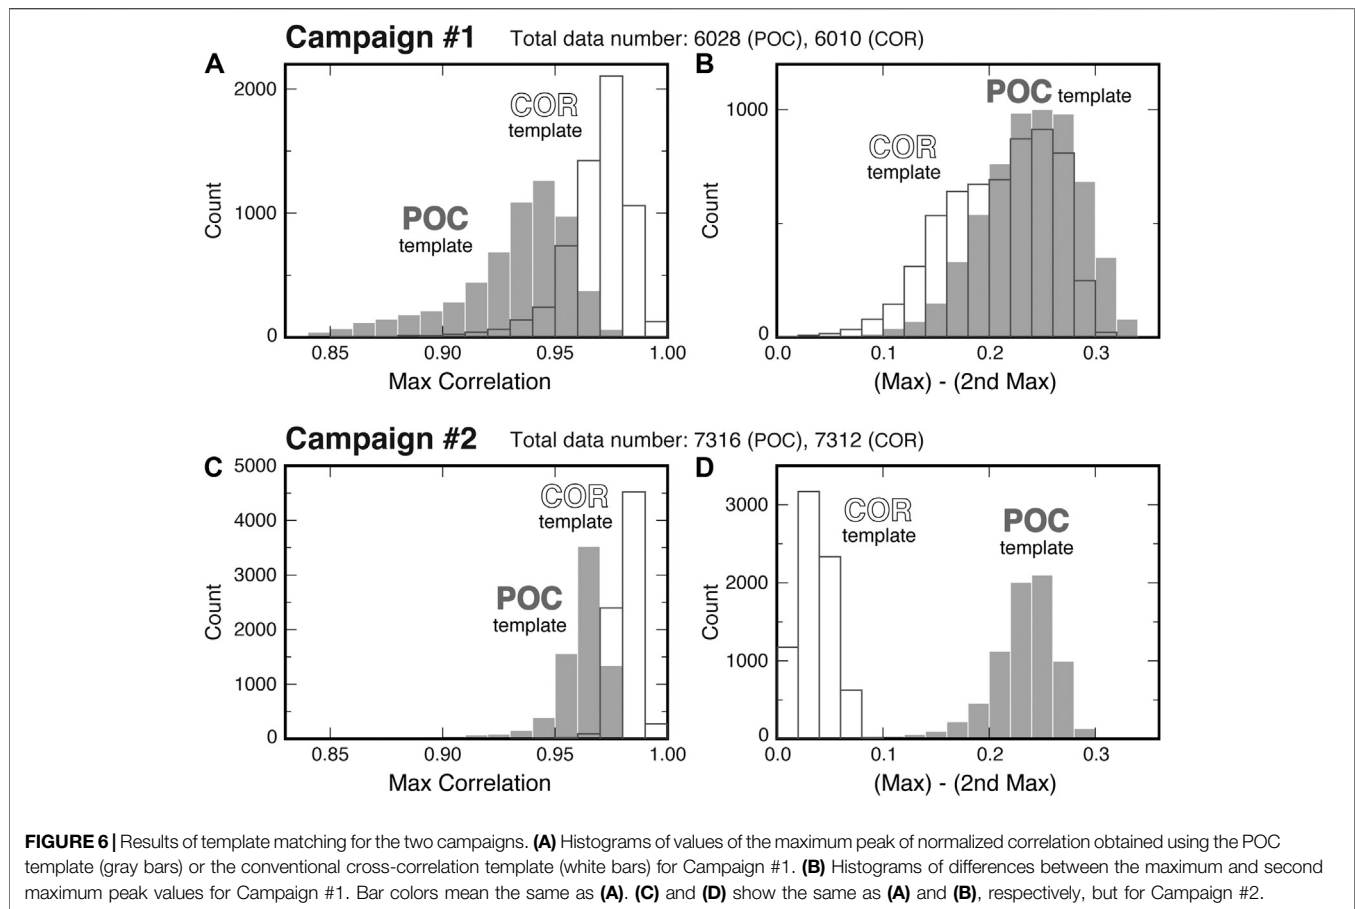 Campaign #1 Total data number: 6028 (POC), 6010 (COR)
A
2000
1000
0
Count
COR
template
POC
template
0.85 0.90 0.95 1.00
Max Correlation
B
1000
0
Count
POC template
COR
template
0.0 0.1 0.2 0.3
(Max) - (2nd Max)
Campaign #2 Total data number: 7316 (POC), 7312 (COR)
C
5000
4000
3000
2000
1000
0
Count
COR
template
POC
template
0.85 0.90 0.95 1.00
Max Correlation
D
3000
2000
1000
0
Count
COR
template
POC
template
0.0 0.1 0.2 0.3
(Max) - (2nd Max)
FIGURE 6 | Results of template matching for the two campaigns. (A) Histograms of values of the maximum peak of normalized correlation obtained using the POC
template (gray bars) or the conventional cross-correlation template (white bars) for Campaign #1. (B) Histograms of differences between the maximum and second
maximum peak values for Campaign #1. Bar colors mean the same as (A). (C) and (D) show the same as (A) and (B), respectively, but for Campaign #2.